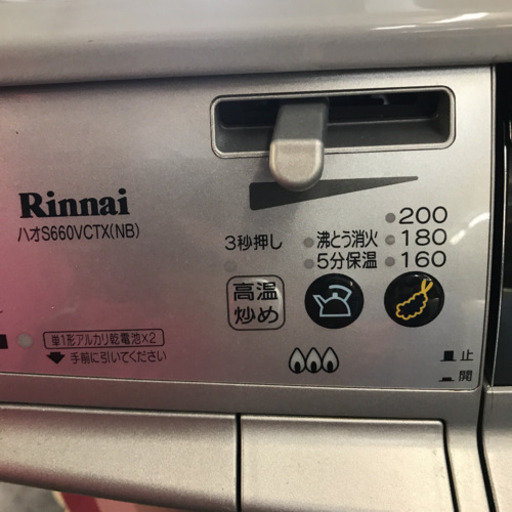 Rinnai
ハオS660VCTX(NB)
3秒押し
高温
炒め
沸とう消火
5分保温
200
180
160
単1形アルカリ乾電池×2
手前に引いてください
止
開